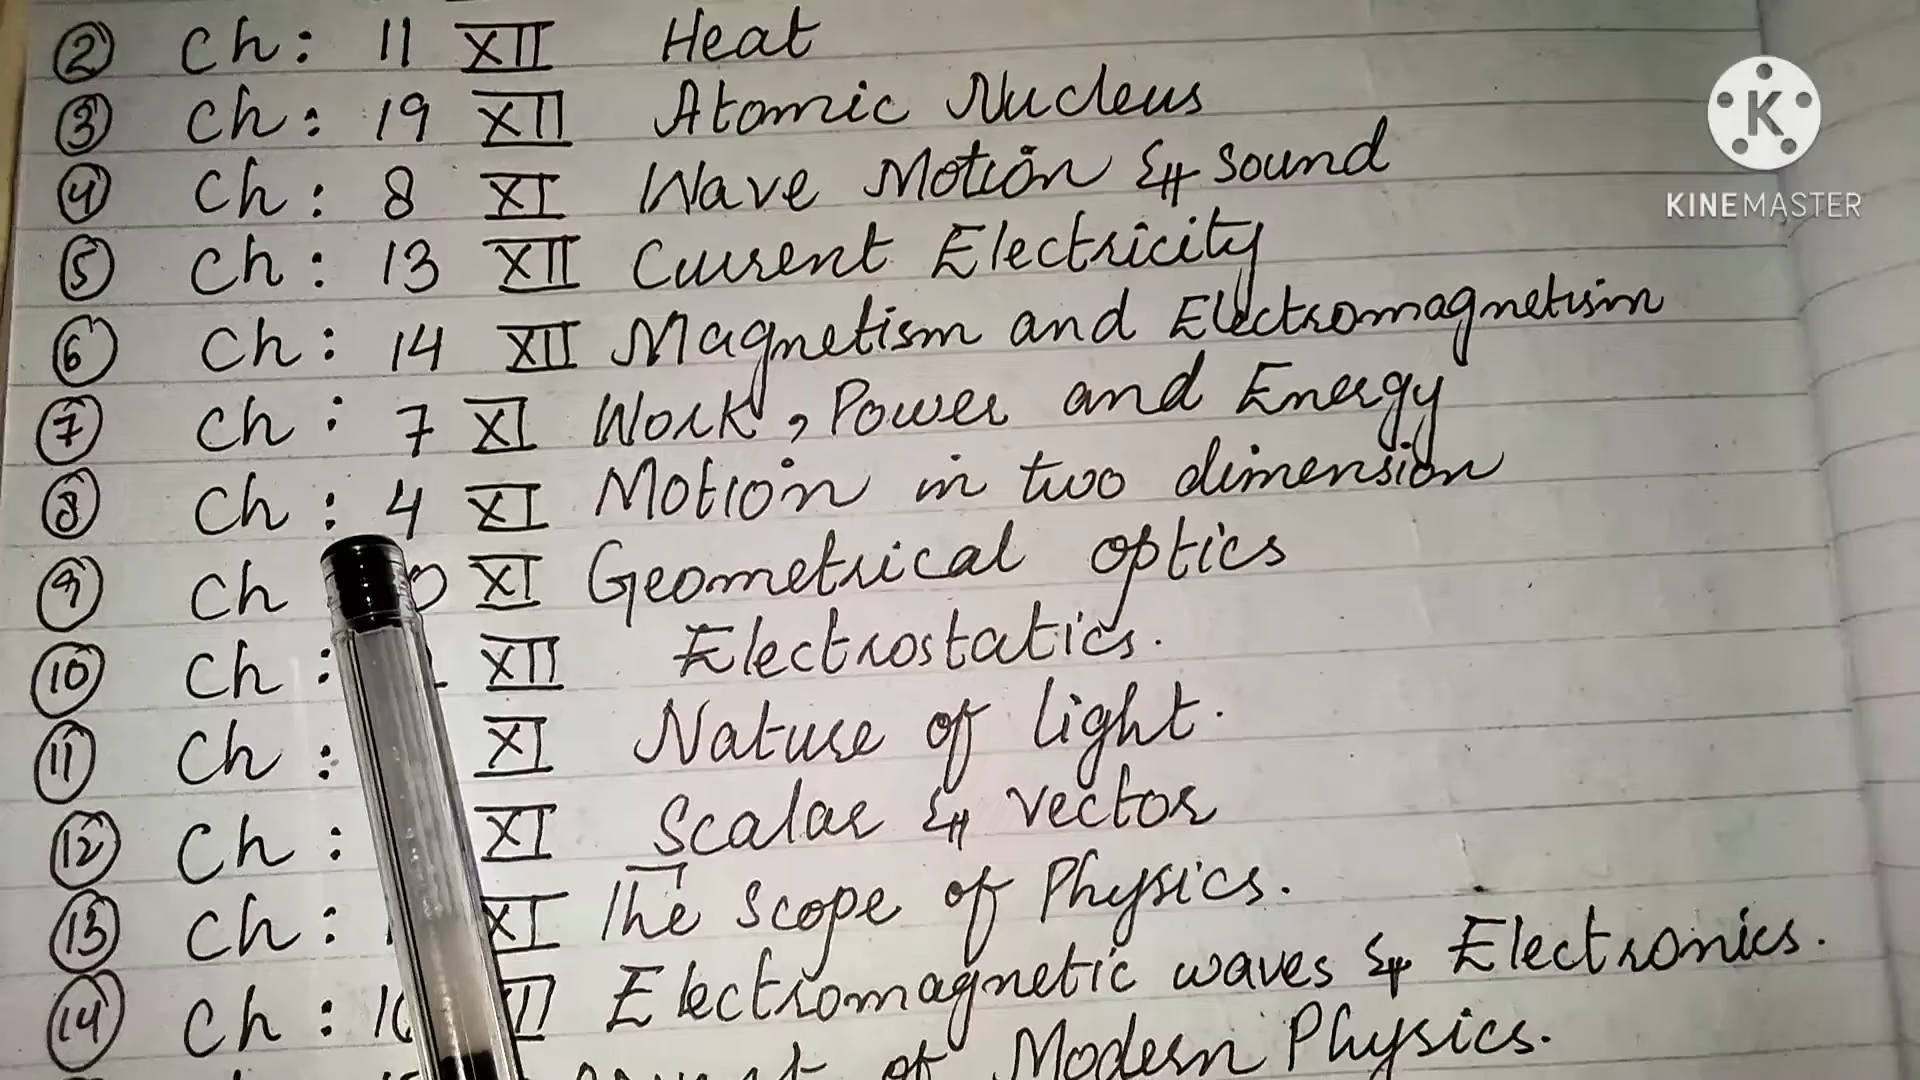 ② Ch: 11 XII Heat
③ Ch: 19 XII Atomic Nucleus
④ Ch: 8 XI Wave Motion & Sound
⑤ Ch: 13 XII Current Electricity
⑥ Ch: 14 XII Magnetism and Electromagnetism
⑦ Ch: 7 XI Work, Power and Energy
⑧ Ch: 4 XI Motion in two dimension
⑨ Ch XI Geometrical optics
⑩ Ch: XII Electrostatics.
⑪ Ch: XI Nature of light.
⑫ Ch: XI Scalar & vector
⑬ Ch: XI The Scope of Physics.
⑭ Ch: Electromagnetic waves & Electronics.
of Modern Physics.
K
KINEMASTER